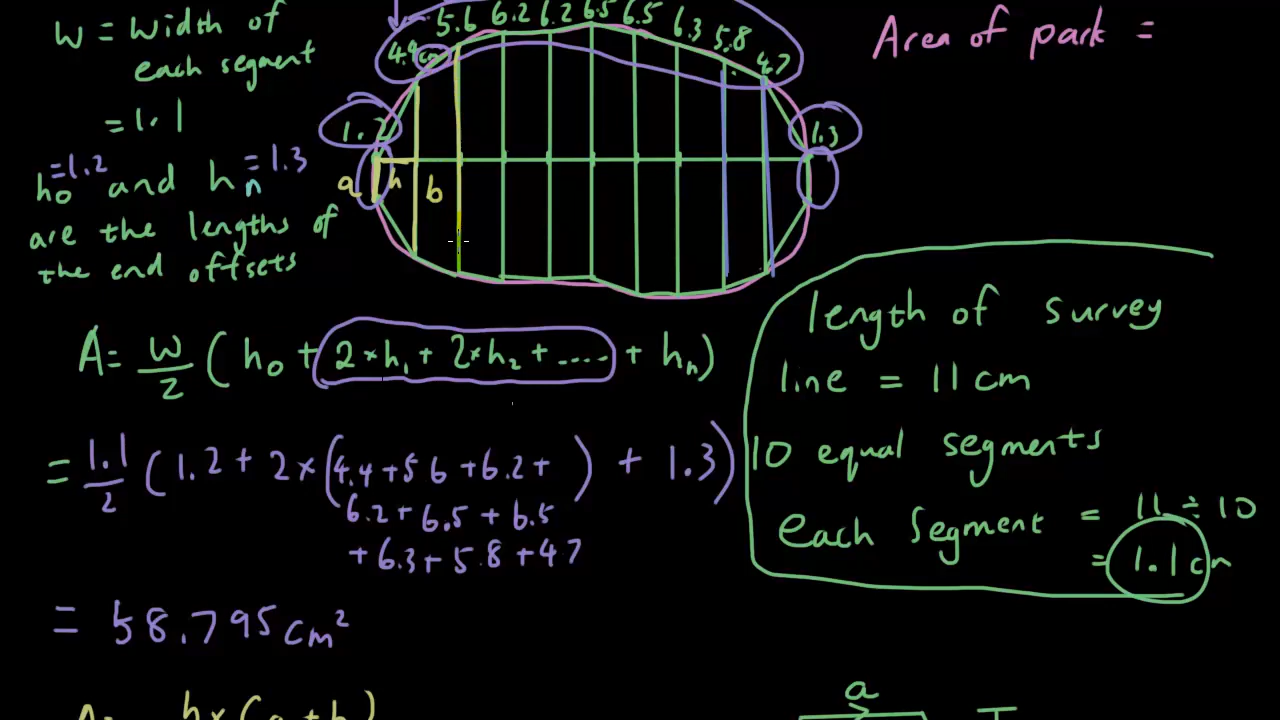 W = Width of
each segment
= 1.1
h₀ = 1.2 and hₙ = 1.3
are the lengths of
the end offsets
4.4 cm 5.6 6.2 6.2 6.5 6.5 6.3 5.8 4.7
1.2 1.3
a h b
Area of park =
A = W/2 ( h₀ + 2 × h₁ + 2 × h₂ + ..... + hₙ )
= 1.1/2 ( 1.2 + 2 × ( 4.4 + 5 6 + 6.2 + ) + 1.3 )
6.2 + 6.5 + 6.5
+ 6.3 + 5.8 + 4 7
= 58.795 cm²
length of survey
line = 11 cm
10 equal segments
each segment = 11 ÷ 10
= 1.1 cm
A = h × ( a + b )
a